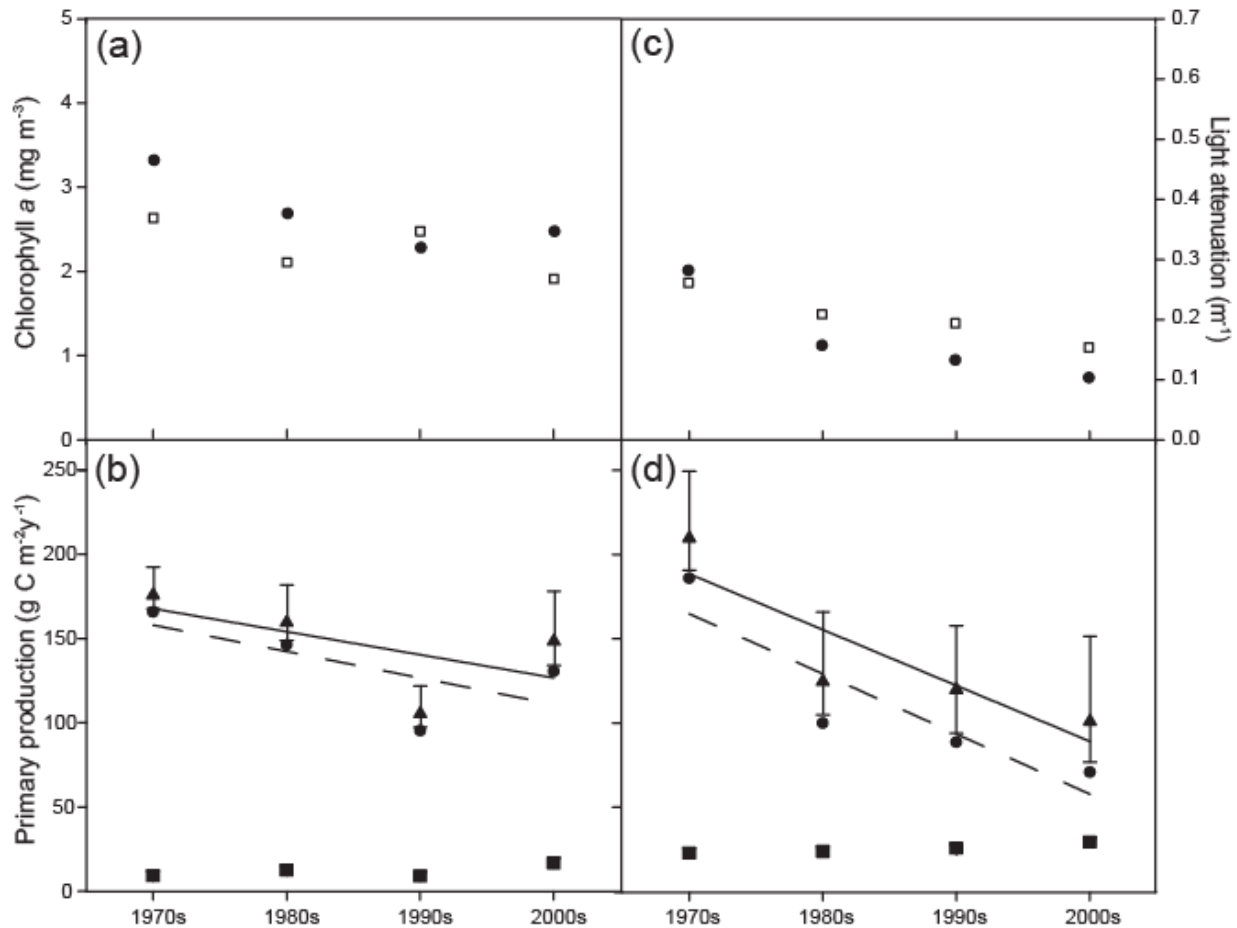 (a)
(c)
5
4
3
2
1
0
Chlorophyll a (mg m⁻³)
0.7
0.6
0.5
0.4
0.3
0.2
0.1
0.0
Light attenuation (m⁻¹)
(b)
(d)
250
200
150
100
50
0
Primary production (g C m⁻²y⁻¹)
1970s 1980s 1990s 2000s
1970s 1980s 1990s 2000s